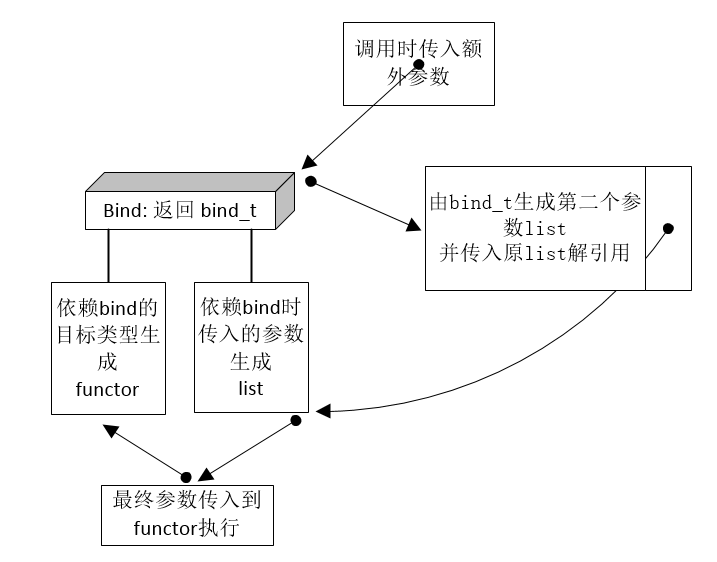 调用时传入额
外参数
Bind: 返回 bind_t
由bind_t生成第二个参
数list
并传入原list解引用
依赖bind的
目标类型生
成
functor
依赖bind时
传入的参数
生成
list
最终参数传入到
functor执行